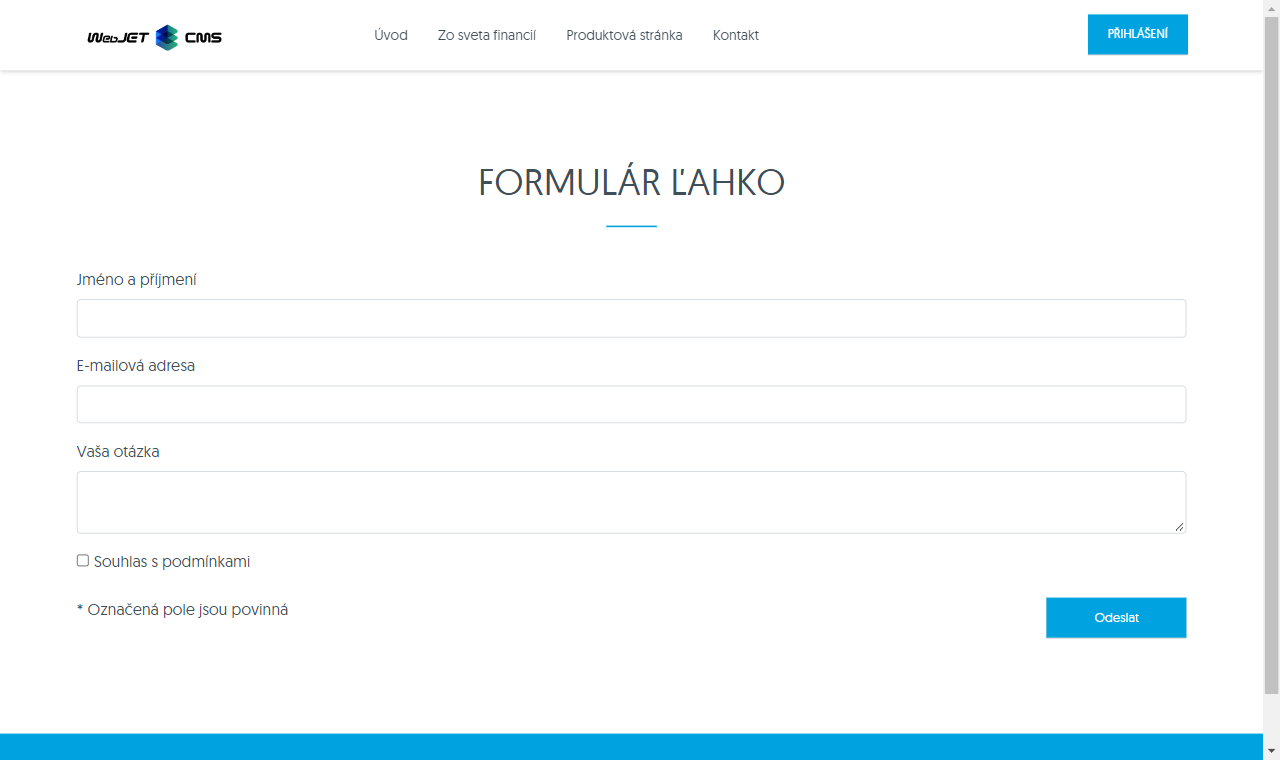 WebJET CMS
Úvod Zo sveta financií Produktová stránka Kontakt
PŘIHLÁŠENÍ
FORMULÁR ĽAHKO
Jméno a příjmení
E-mailová adresa
Vaša otázka
Souhlas s podmínkami
* Označená pole jsou povinná
Odeslat